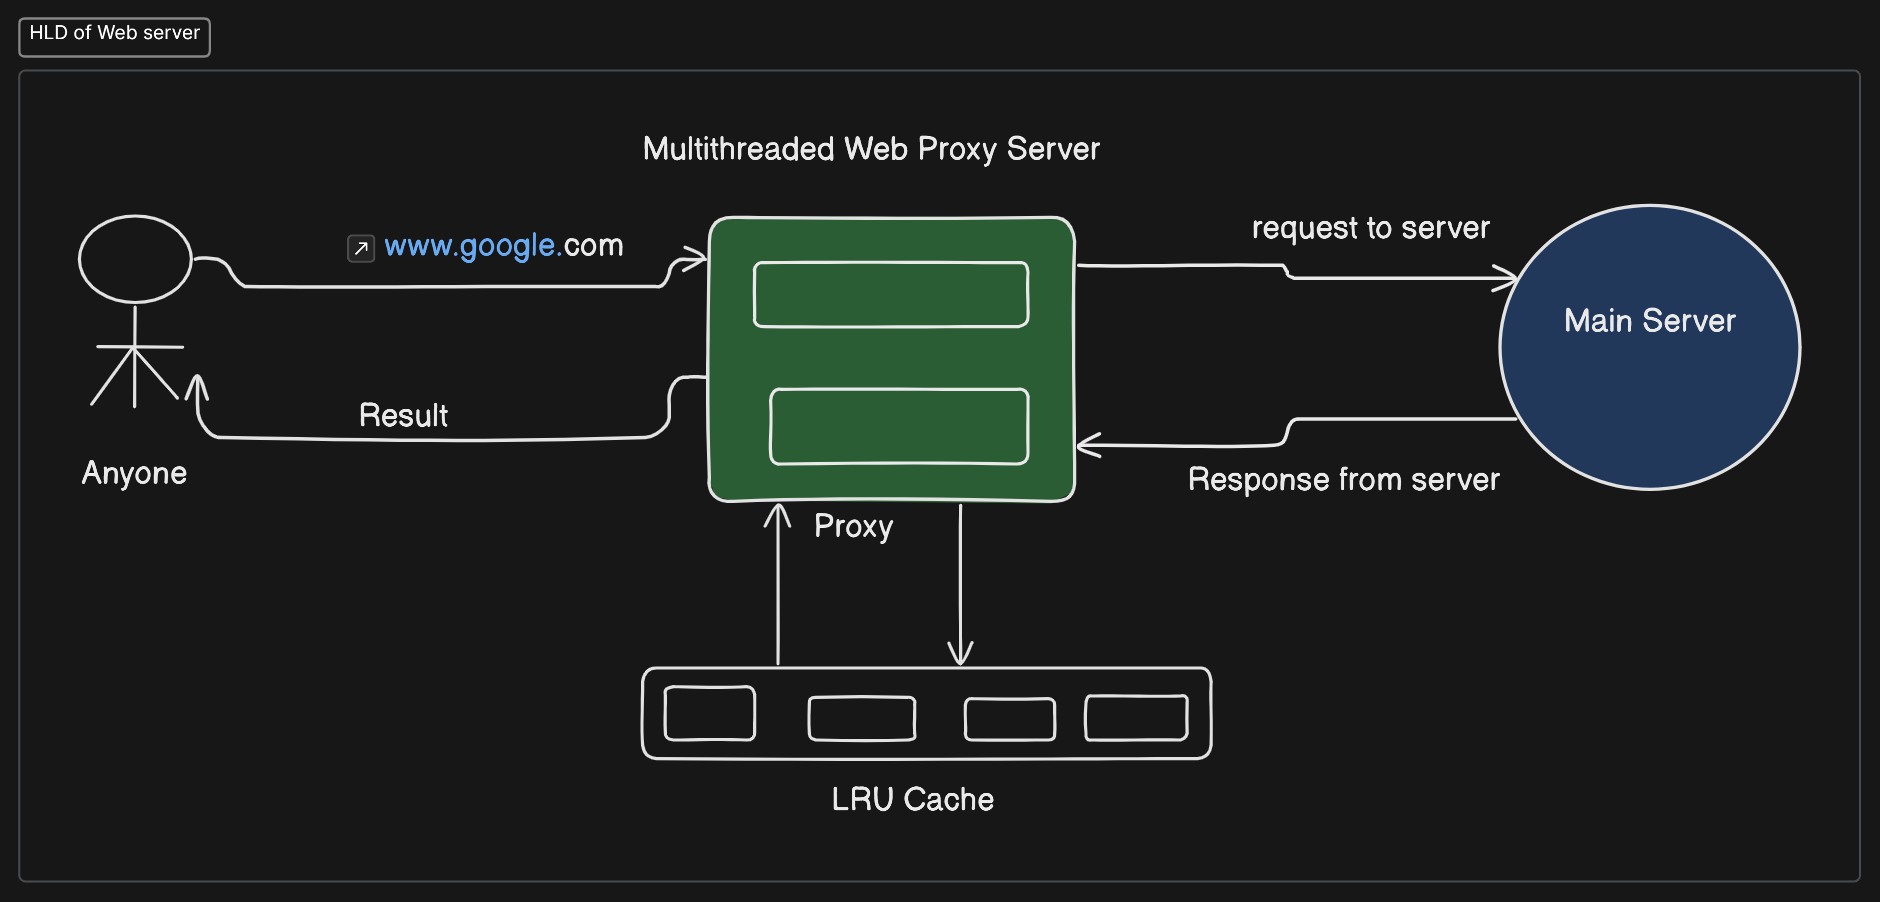 HLD of Web server
Multithreaded Web Proxy Server
www.google.com
request to server
Main Server
Result
Anyone
Response from server
Proxy
LRU Cache